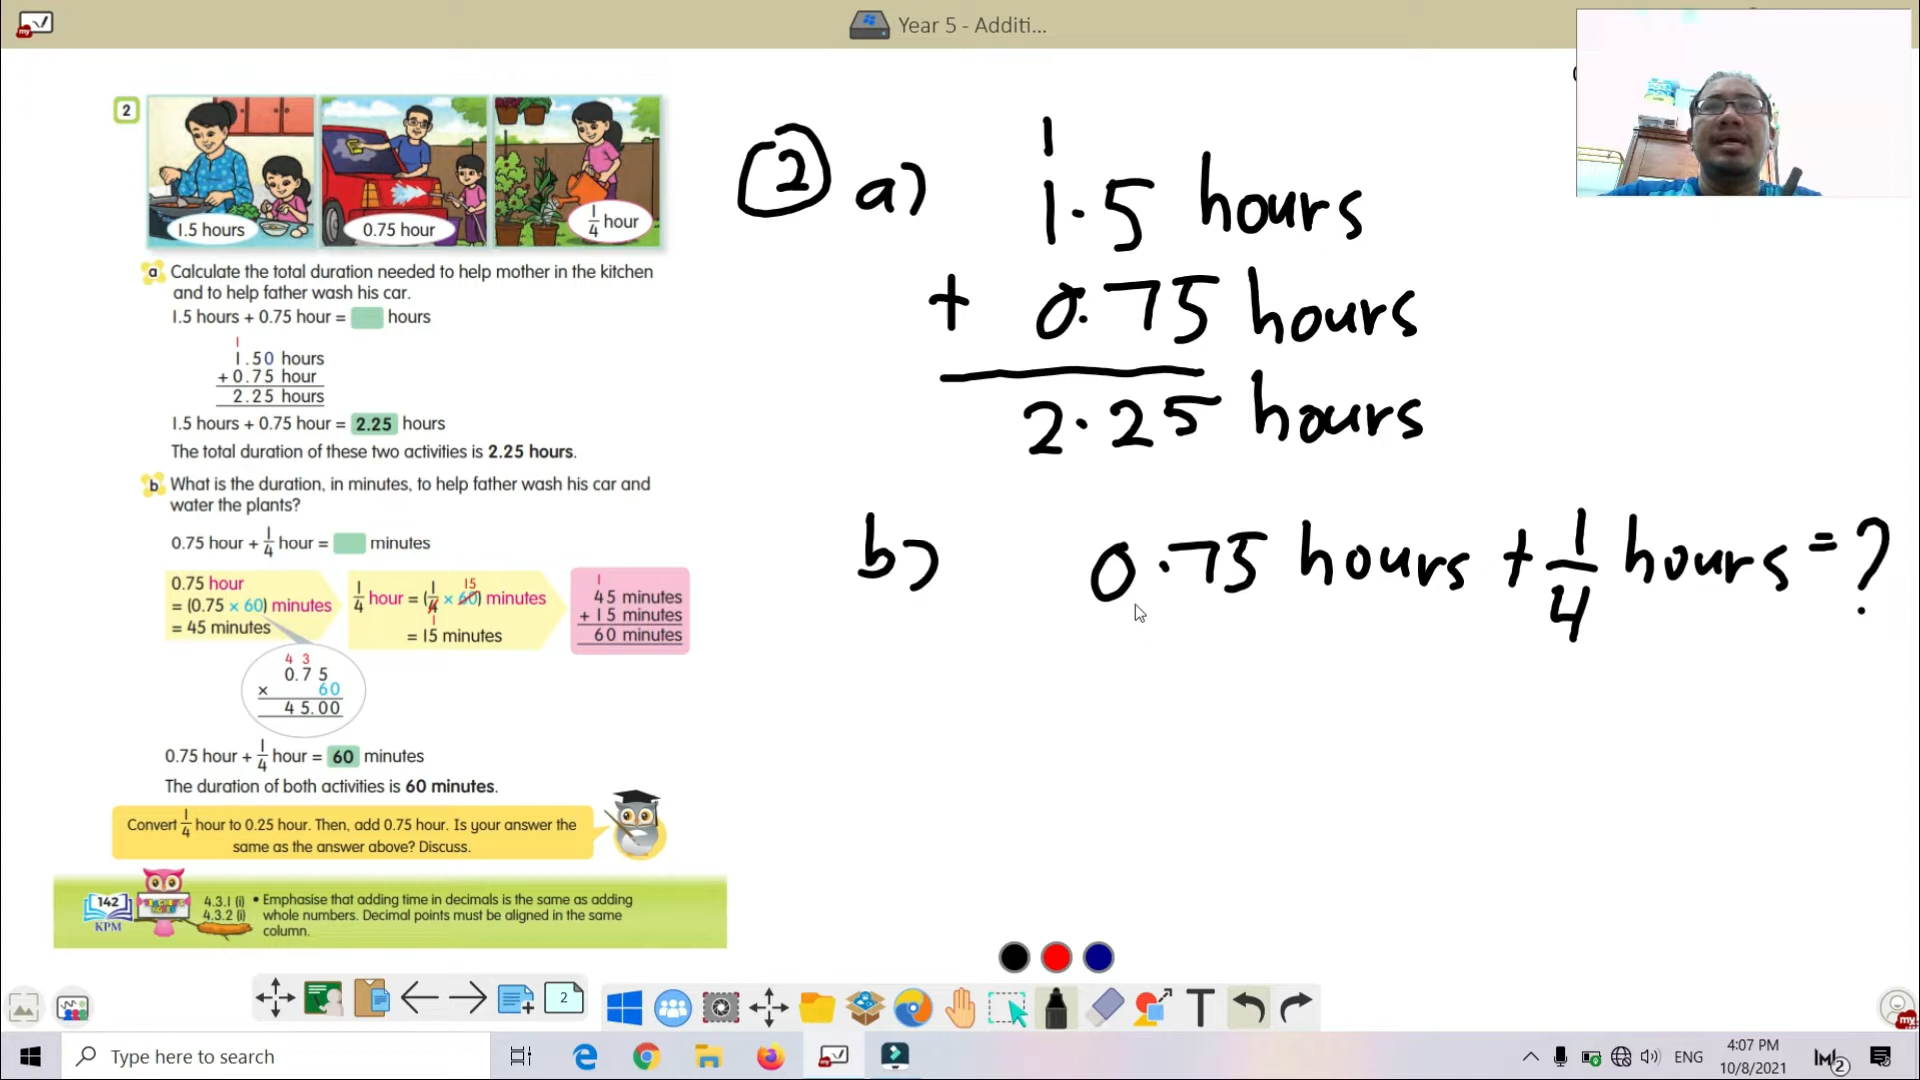 Year 5 - Additi...
2
1.5 hours
0.75 hour
1/4 hour
a Calculate the total duration needed to help mother in the kitchen
and to help father wash his car.
1.5 hours + 0.75 hour = hours
1
1.50 hours
+ 0.75 hour
2.25 hours
1.5 hours + 0.75 hour = 2.25 hours
The total duration of these two activities is 2.25 hours.
b What is the duration, in minutes, to help father wash his car and
water the plants?
0.75 hour + 1/4 hour = minutes
0.75 hour
= (0.75 × 60) minutes
= 45 minutes
15
1/4 hour = (1/4 × 60) minutes
1
= 15 minutes
1
45 minutes
+ 15 minutes
60 minutes
4 3
0.75
× 60
45.00
0.75 hour + 1/4 hour = 60 minutes
The duration of both activities is 60 minutes.
Convert 1/4 hour to 0.25 hour. Then, add 0.75 hour. Is your answer the
same as the answer above? Discuss.
142
KPM
4.3.1 (i)
4.3.2 (i)
• Emphasise that adding time in decimals is the same as adding
whole numbers. Decimal points must be aligned in the same
column.
2 a)
1
1.5 hours
+ 0.75 hours
2.25 hours
b) 0.75 hours + 1/4 hours = ?
2
T
Type here to search
ENG
4:07 PM
10/8/2021
2